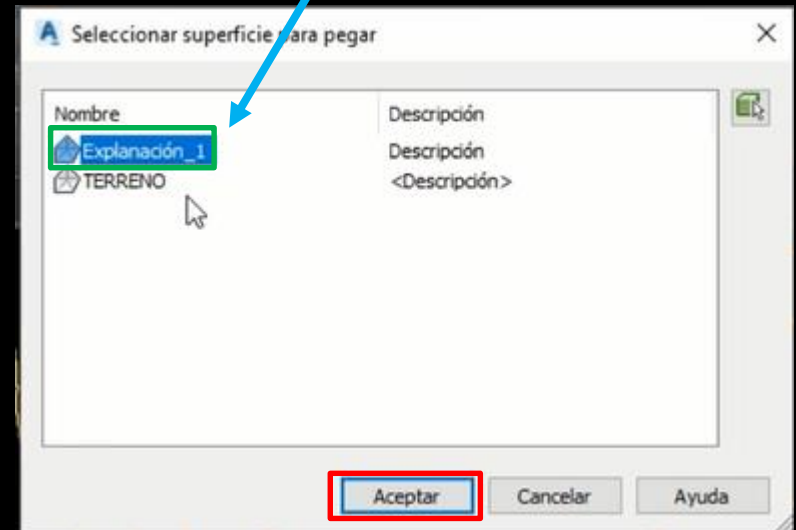 Seleccionar superficie para pegar
Nombre Descripción
Explanación_1 Descripción
TERRENO <Descripción>
Aceptar Cancelar Ayuda